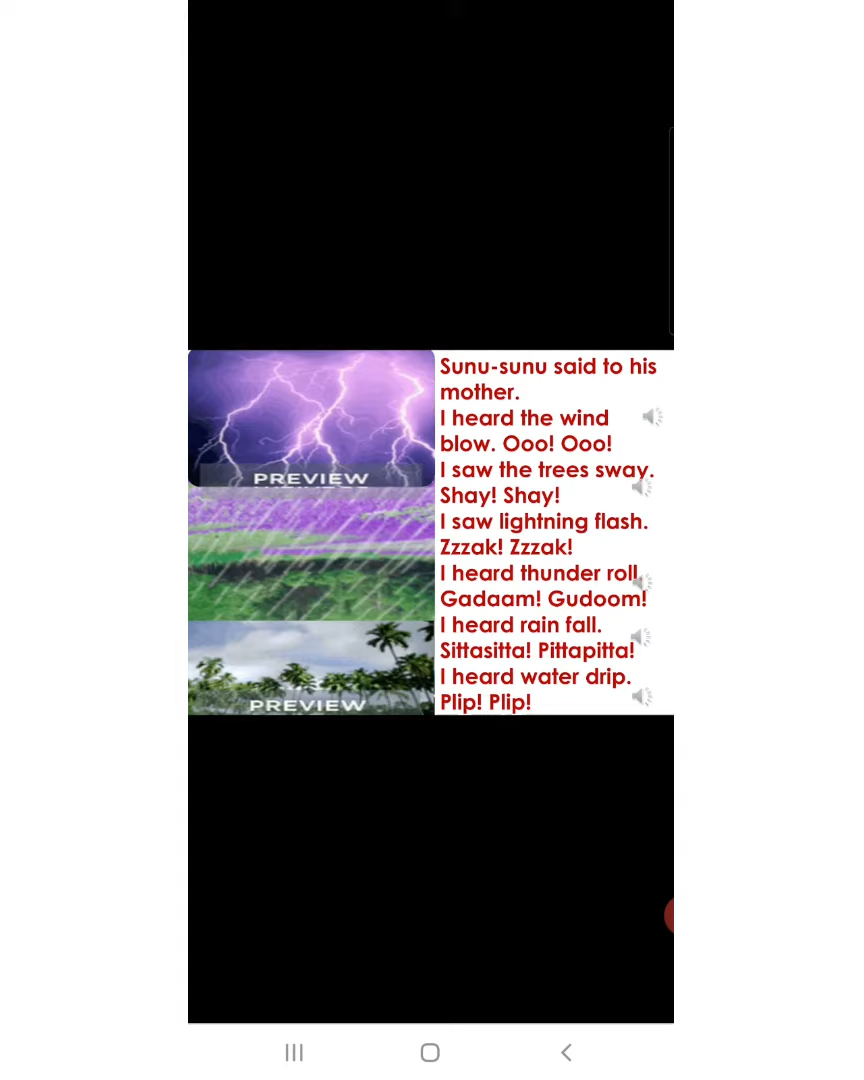 PREVIEW
PREVIEW
Sunu-sunu said to his
mother.
I heard the wind
blow. Ooo! Ooo!
I saw the trees sway.
Shay! Shay!
I saw lightning flash.
Zzzak! Zzzak!
I heard thunder roll
Gadaam! Gudoom!
I heard rain fall.
Sittasitta! Pittapitta!
I heard water drip.
Plip! Plip!